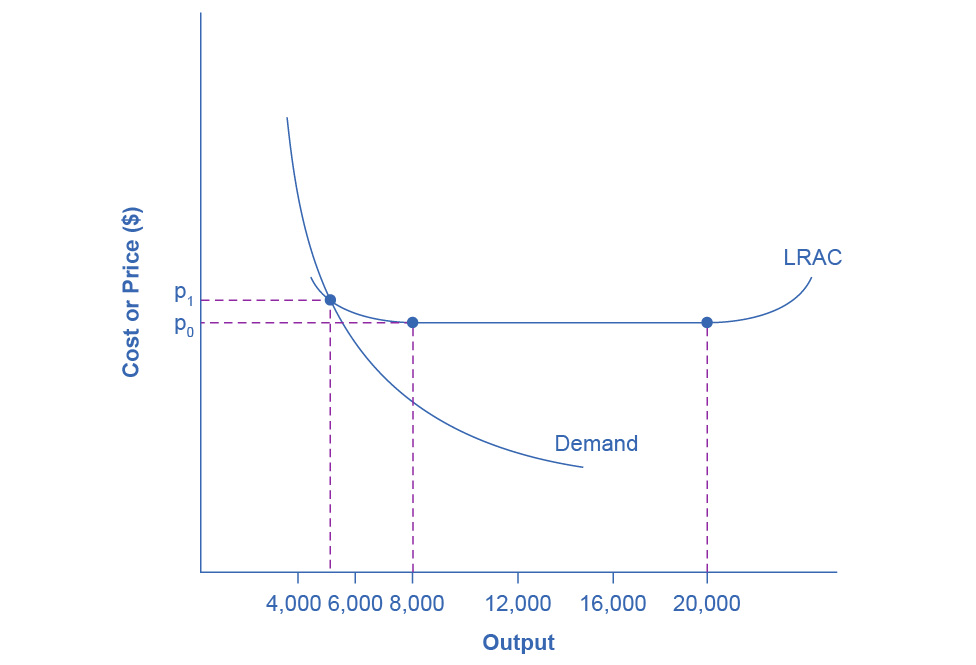 Cost or Price ($)
p1
p0
LRAC
Demand
4,000 6,000 8,000 12,000 16,000 20,000
Output